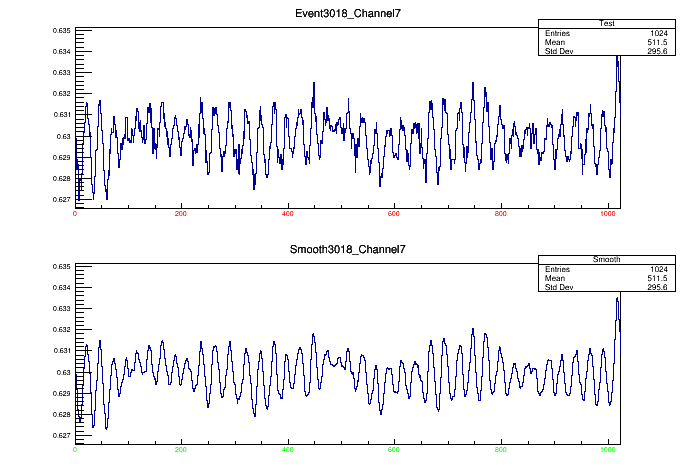 Event3018_Channel7
Test
Entries 1024
Mean 511.5
Std Dev 295.6
0.635
0.634
0.633
0.632
0.631
0.63
0.629
0.628
0.627
0 200 400 600 800 1000
Smooth3018_Channel7
Smooth
Entries 1024
Mean 511.5
Std Dev 295.6
0.635
0.634
0.633
0.632
0.631
0.63
0.629
0.628
0.627
0 200 400 600 800 1000